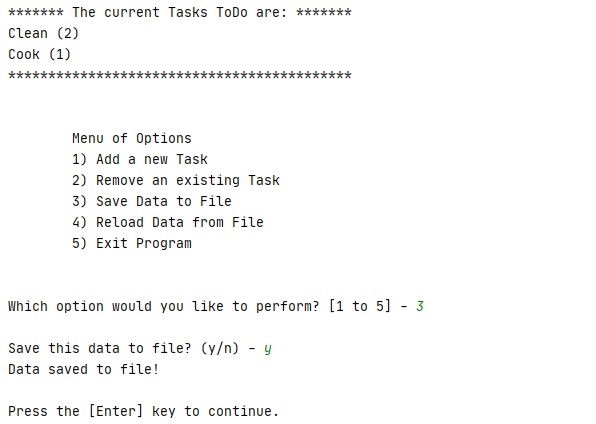 ******* The current Tasks ToDo are: *******
Clean (2)
Cook (1)
*******************************************
Menu of Options
1) Add a new Task
2) Remove an existing Task
3) Save Data to File
4) Reload Data from File
5) Exit Program
Which option would you like to perform? [1 to 5] - 3
Save this data to file? (y/n) - y
Data saved to file!
Press the [Enter] key to continue.